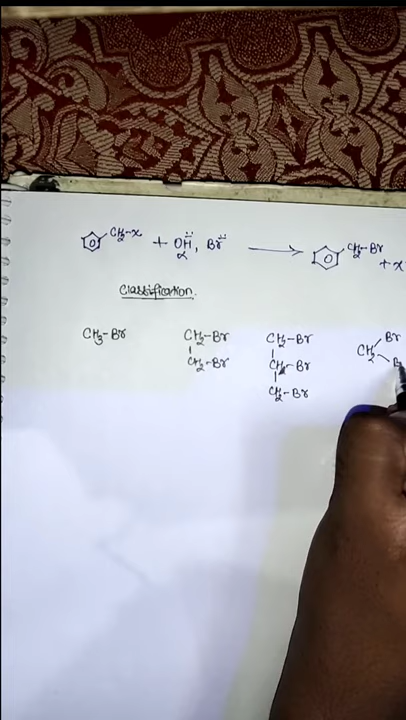 CH2-x + OH, Br → CH2-Br + x
α
Classification.
CH3-Br CH2-Br CH2-Br Br
CH2-Br CH-Br CH2 B
CH2-Br